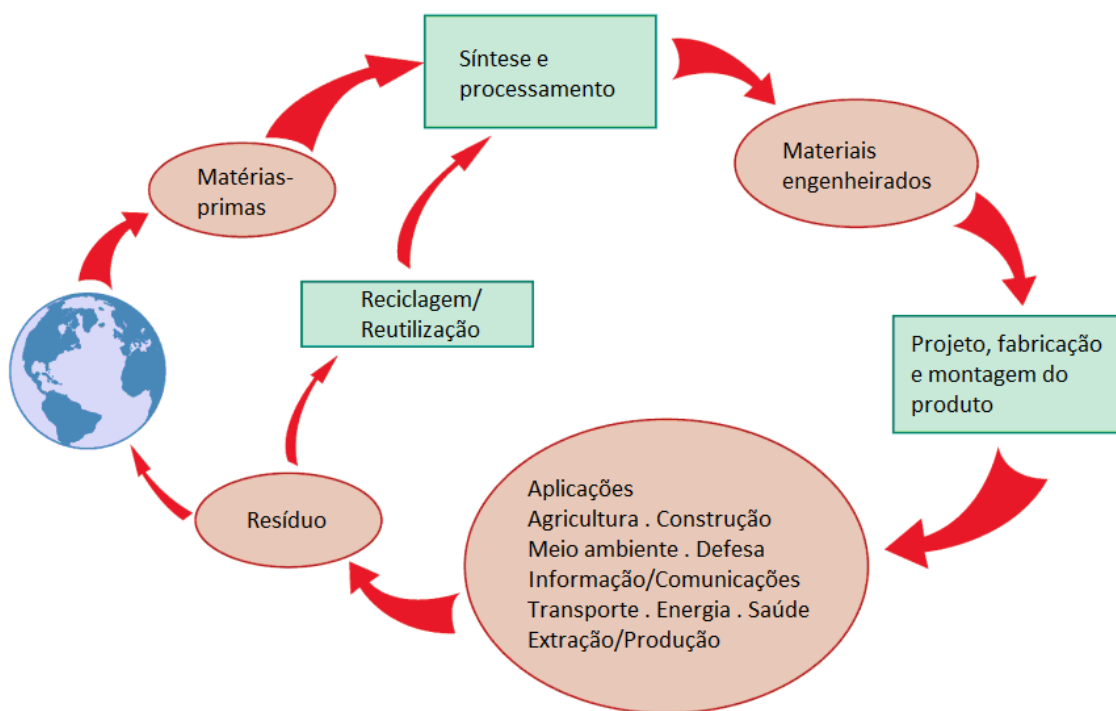 Síntese e
processamento
Matérias-
primas
Materiais
engenheirados
Reciclagem/
Reutilização
Projeto, fabricação
e montagem do
produto
Aplicações
Agricultura . Construção
Meio ambiente . Defesa
Informação/Comunicações
Transporte . Energia . Saúde
Extração/Produção
Resíduo